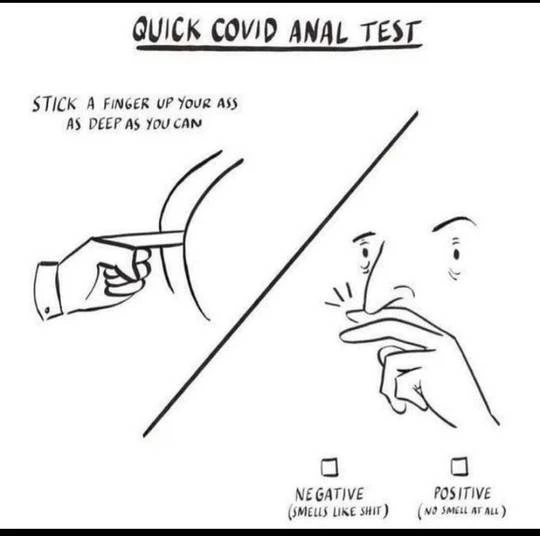 QUICK COVID ANAL TEST
STICK A FINGER UP YOUR ASS
AS DEEP AS YOU CAN
NEGATIVE
(SMELLS LIKE SHIT)
POSITIVE
(NO SMELL AT ALL)